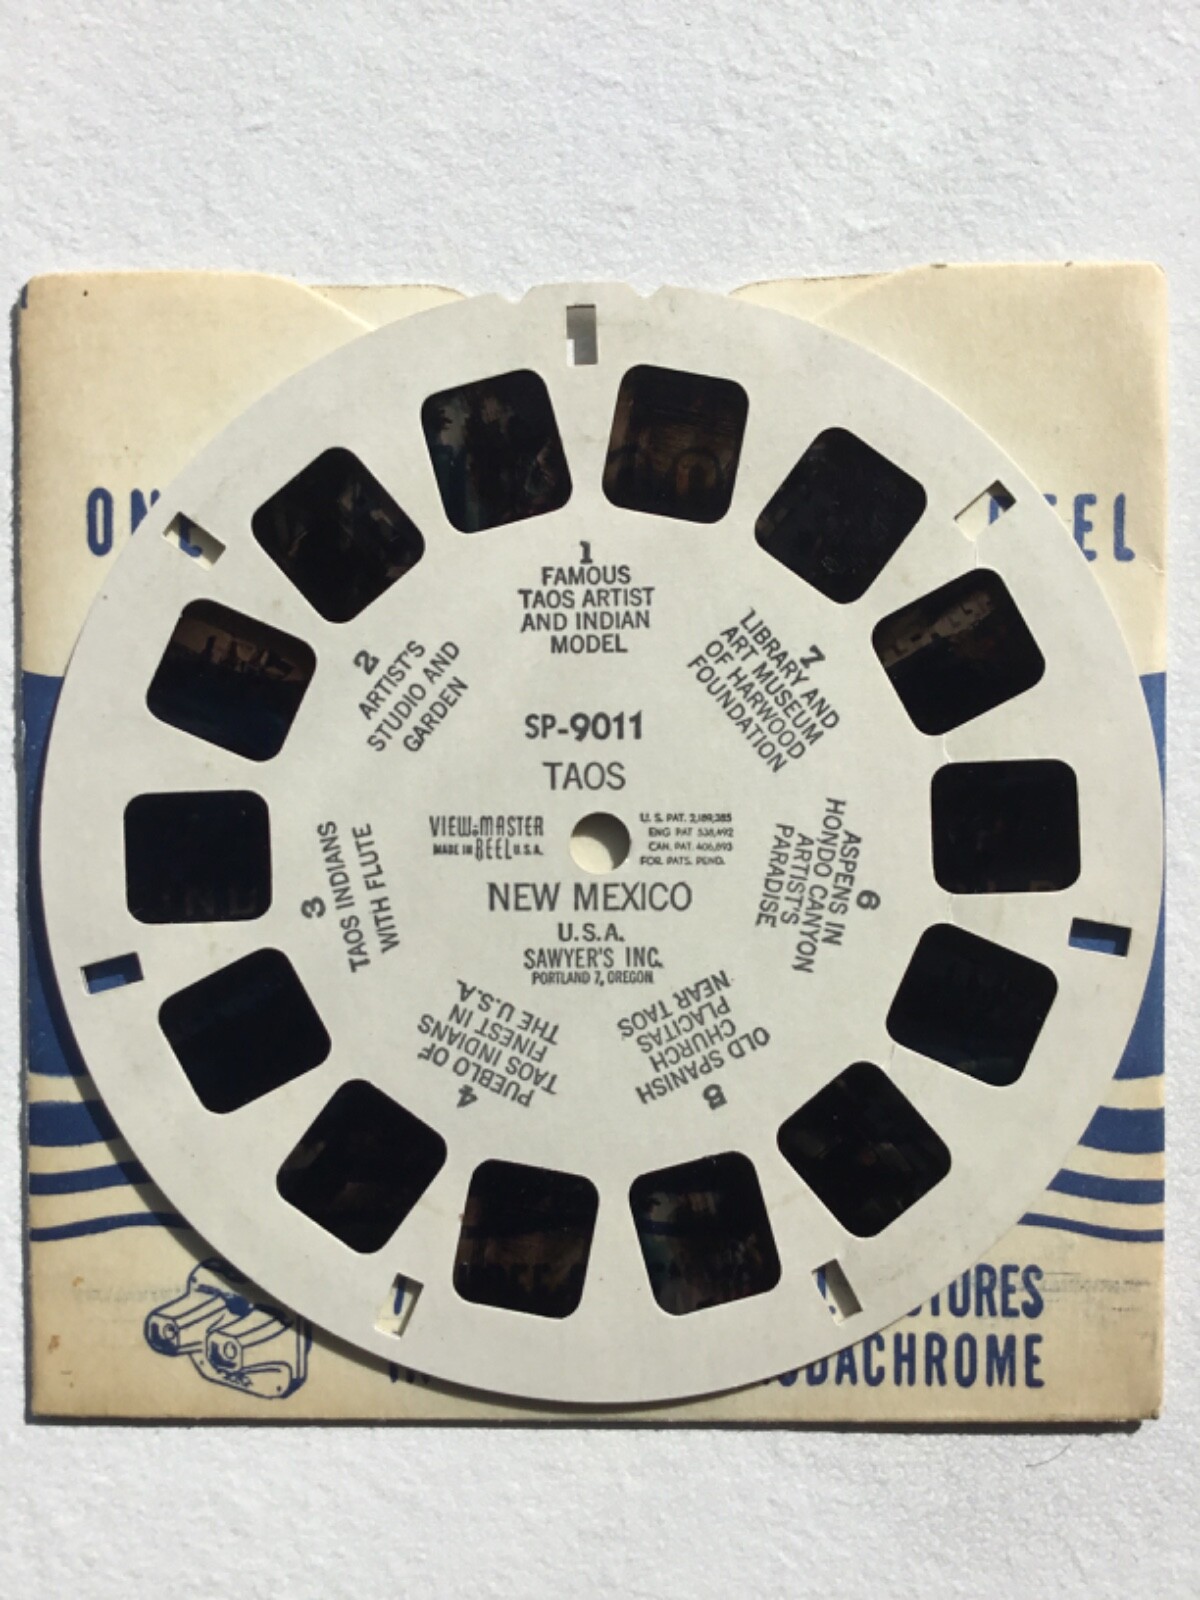 ONE
REEL
1
FAMOUS
TAOS ARTIST
AND INDIAN
MODEL
2
ARTIST'S
STUDIO AND
GARDEN
3
TAOS INDIANS
WITH FLUTE
4
PUEBLO OF
TAOS INDIANS
FINEST IN
THE U.S.A.
5
OLD SPANISH
CHURCH
PLACITAS
NEAR TAOS
6
ASPENS IN
HONDO CANYON
ARTIST'S
PARADISE
7
LIBRARY AND
ART MUSEUM
OF HARWOOD
FOUNDATION
SP-9011
TAOS
VIEW-MASTER
MADE IN REEL U.S.A.
U. S. PAT. 2,189,285
ENG PAT 538,492
CAN. PAT. 406,893
FOR. PATS. PEND.
NEW MEXICO
U.S.A.
SAWYER'S INC.
PORTLAND 7, OREGON
TURES
ODACHROME